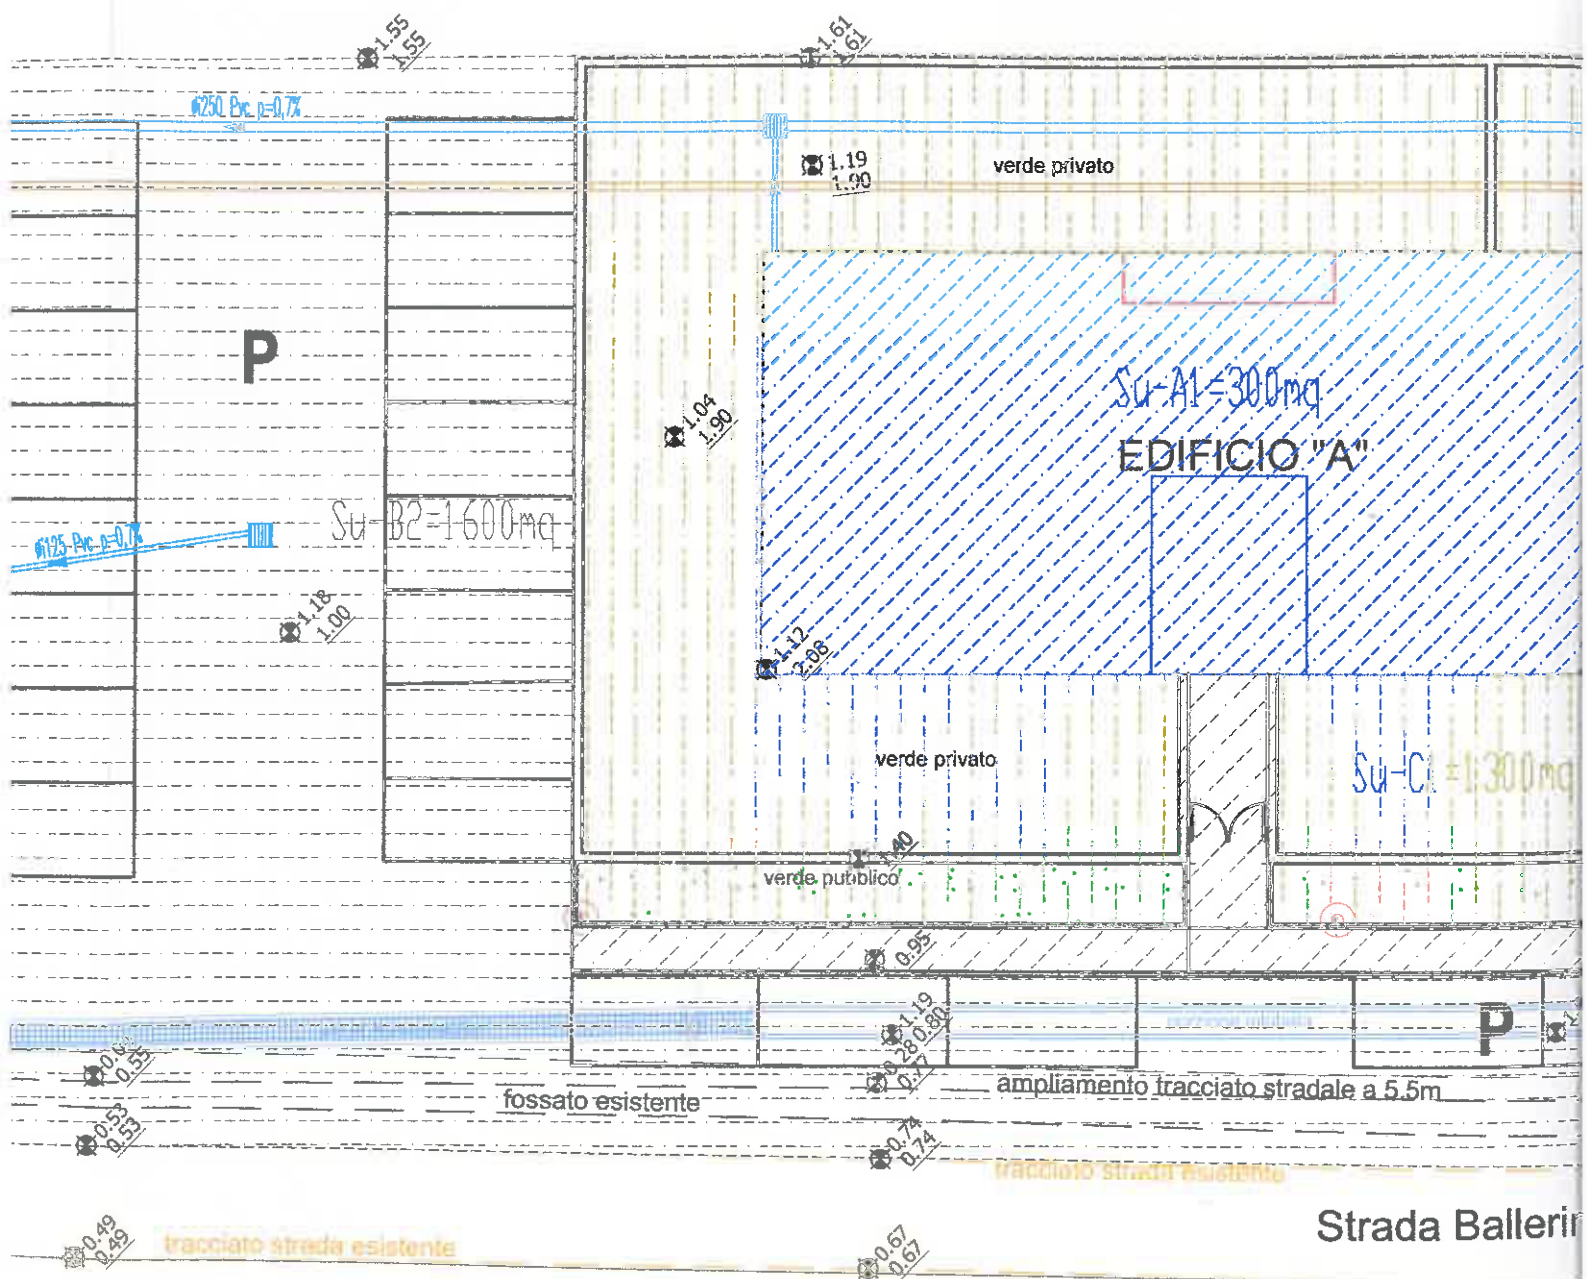 1.55
1.55
1.61
1.61
ø250 Pvc p=0,7%
1.19
1.90
verde privato
P
Su-A1=300mq
1.04
1.90
EDIFICIO "A"
Su-B2=1600mq
ø125 Pvc p=0,7%
1.18
1.00
1.12
2.08
verde privato
Su-C1=1300mq
1.40
verde pubblico
0.95
1.19
0.80
P
0.28
0.77
0.55
ampliamento tracciato stradale a 5.5m
fossato esistente
0.53
0.53
0.74
0.74
tracciato strada esistente
Strada Ballerin
0.49
0.49
tracciato strada esistente
0.67
0.67